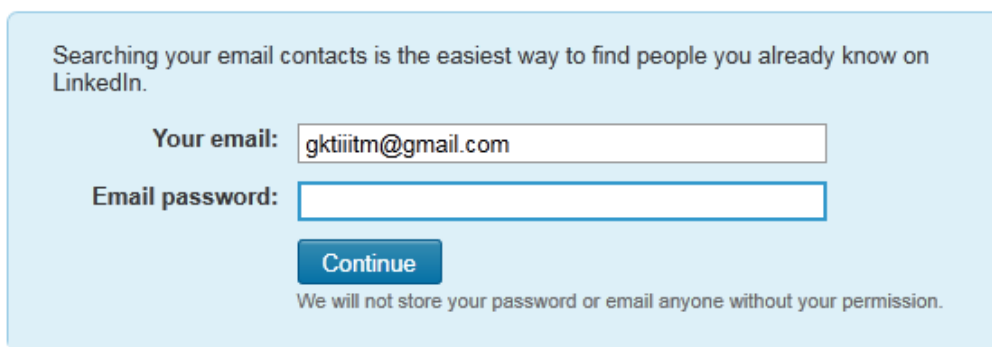 Searching your email contacts is the easiest way to find people you already know on
LinkedIn.
Your email: gktiiitm@gmail.com
Email password:
Continue
We will not store your password or email anyone without your permission.